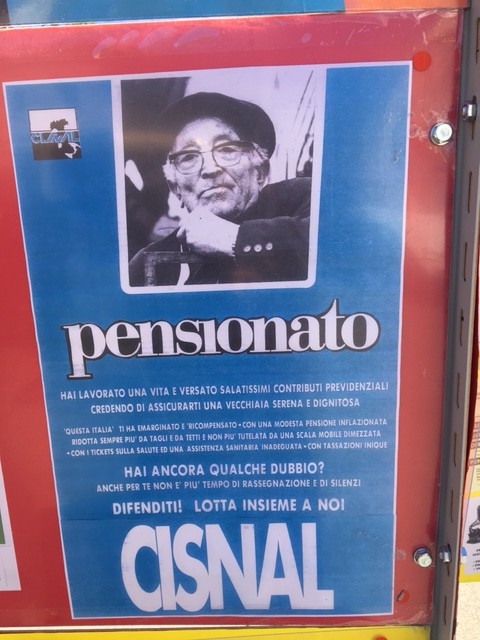 CISNAL
pensionato
HAI LAVORATO UNA VITA E VERSATO SALATISSIMI CONTRIBUTI PREVIDENZIALI
CREDENDO DI ASSICURARTI UNA VECCHIAIA SERENA E DIGNITOSA
'QUESTA ITALIA' TI HA EMARGINATO E 'RICOMPENSATO • CON UNA MODESTA PENSIONE INFLAZIONATA
RIDOTTA SEMPRE PIU' DA TAGLI E DA TETTI E NON PIU' TUTELATA DA UNA SCALA MOBILE DIMEZZATA
• CON I TICKETS SULLA SALUTE ED UNA ASSISTENZA SANITARIA INADEGUATA • CON TASSAZIONI INIQUE
HAI ANCORA QUALCHE DUBBIO?
ANCHE PER TE NON E' PIU' TEMPO DI RASSEGNAZIONE E DI SILENZI
DIFENDITI! LOTTA INSIEME A NOI
CISNAL